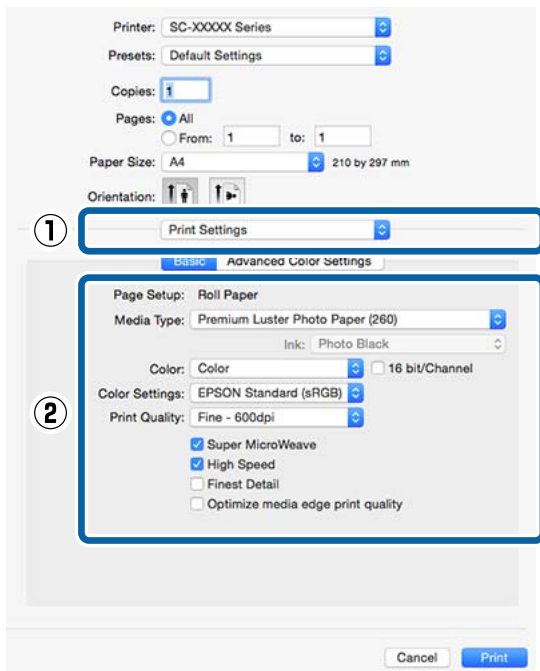 Printer: SC-XXXXX Series
Presets: Default Settings
Copies: 1
Pages: All
From: 1 to: 1
Paper Size: A4 210 by 297 mm
Orientation:
1 Print Settings
Basic Advanced Color Settings
Page Setup: Roll Paper
Media Type: Premium Luster Photo Paper (260)
Ink: Photo Black
Color: Color 16 bit/Channel
Color Settings: EPSON Standard (sRGB)
2 Print Quality: Fine - 600dpi
Super MicroWeave
High Speed
Finest Detail
Optimize media edge print quality
Cancel Print